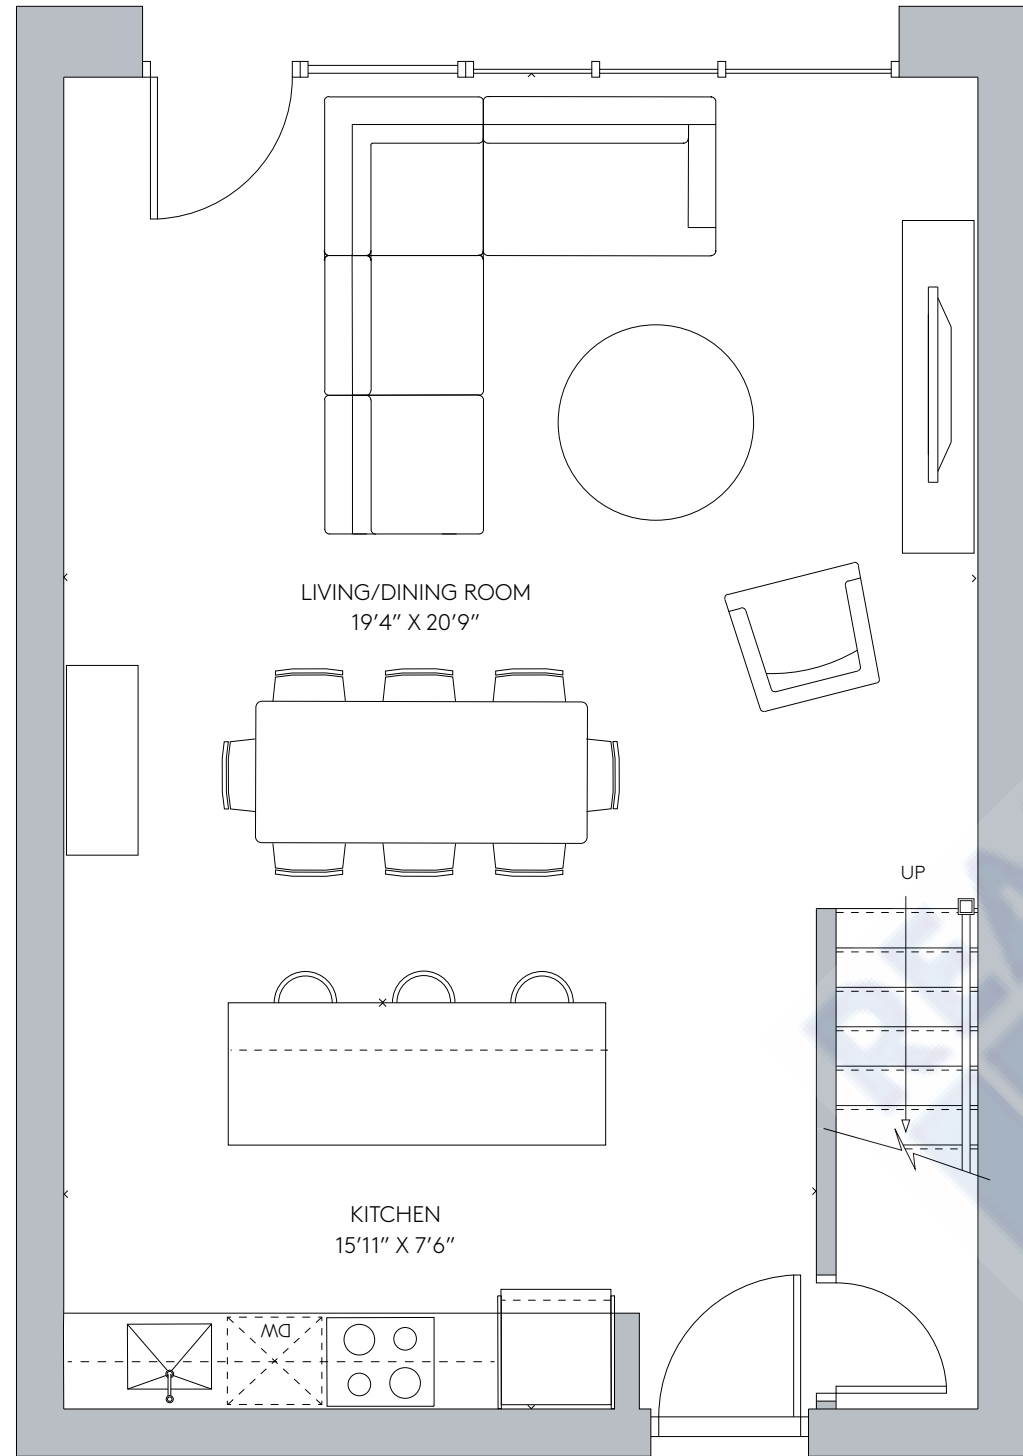 LIVING/DINING ROOM
19'4" X 20'9"
UP
KITCHEN
15'11" X 7'6"
DW